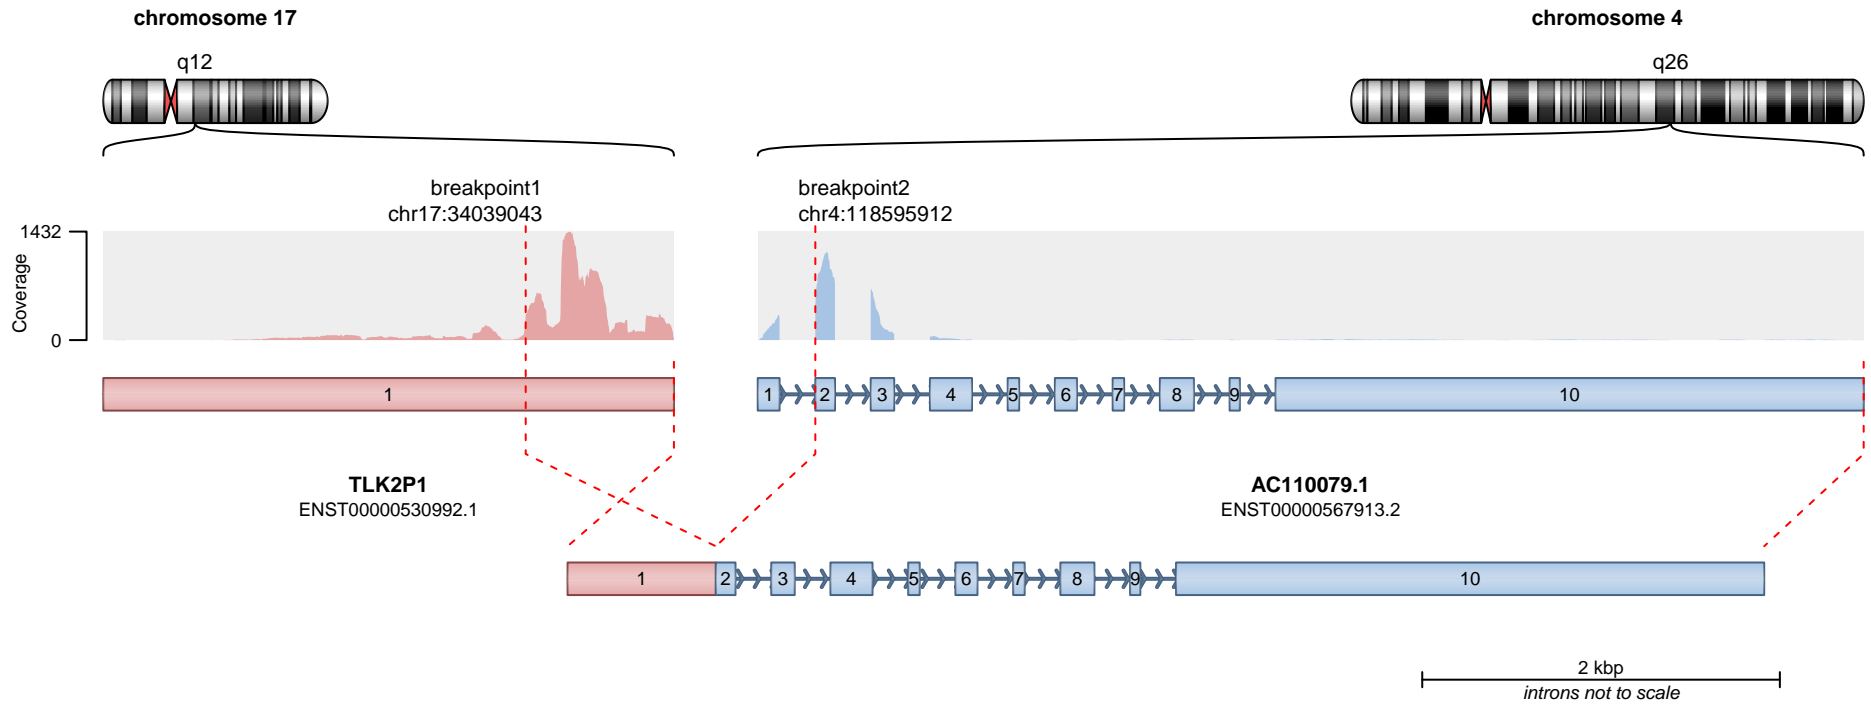 chromosome 17
chromosome 4
q12
q26
breakpoint1
chr17:34039043
breakpoint2
chr4:118595912
1432
Coverage
0
1
1 2 3 4 5 6 7 8 9 10
TLK2P1
ENST00000530992.1
AC110079.1
ENST00000567913.2
1 2 3 4 5 6 7 8 9 10
2 kbp
introns not to scale